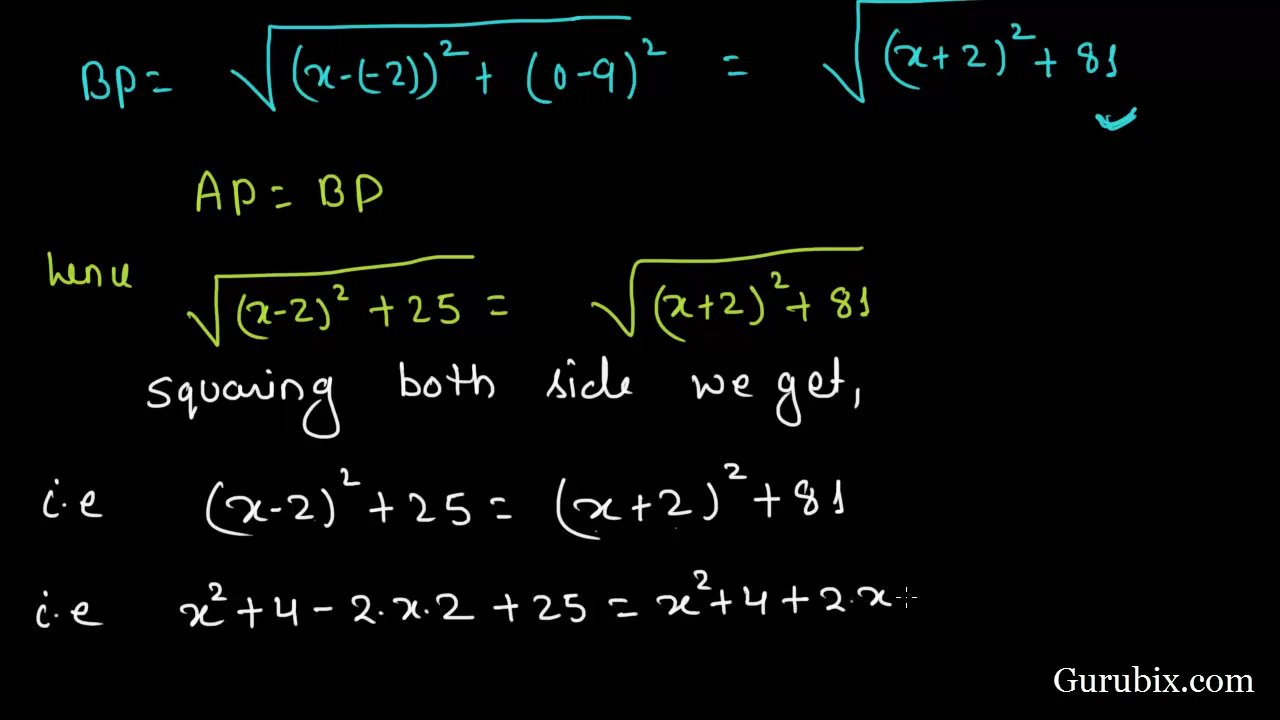 BP = √(x-(-2))² + (0-9)² = √(x+2)² + 81
AP = BP
hence √(x-2)² + 25 = √(x+2)² + 81
squaring both side we get,
i.e (x-2)² + 25 = (x+2)² + 81
i.e x² + 4 - 2.x.2 + 25 = x² + 4 + 2.x
Gurubix.com